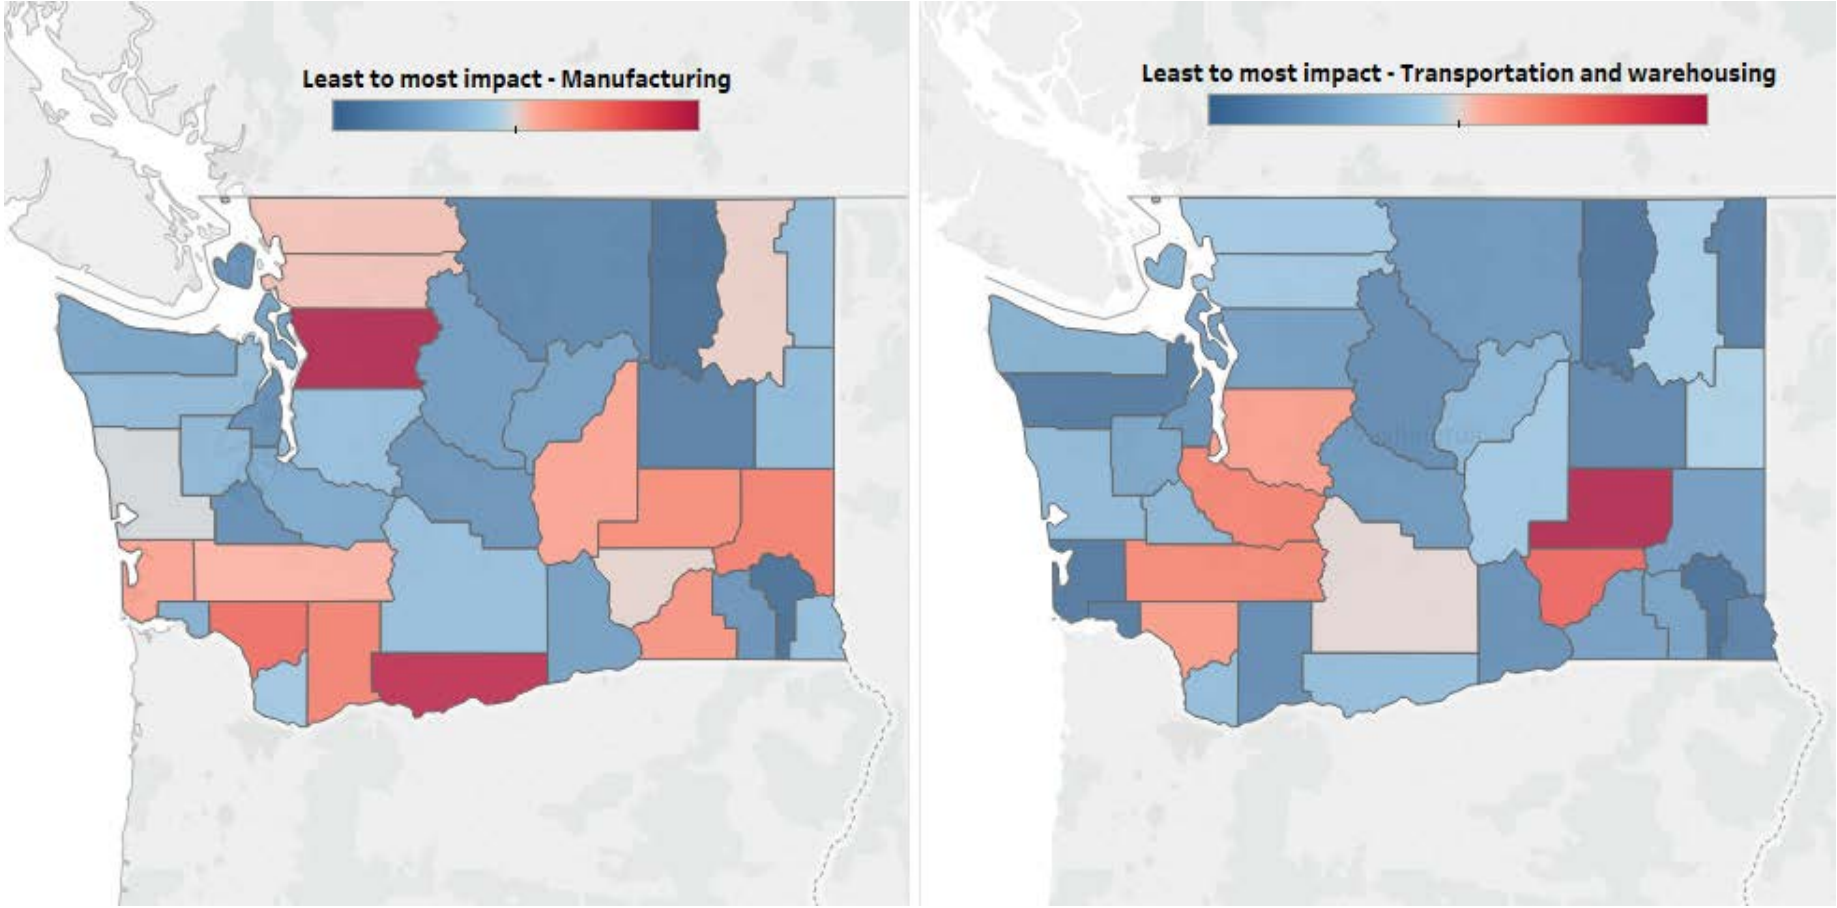 Least to most impact - Manufacturing
Least to most impact - Transportation and warehousing